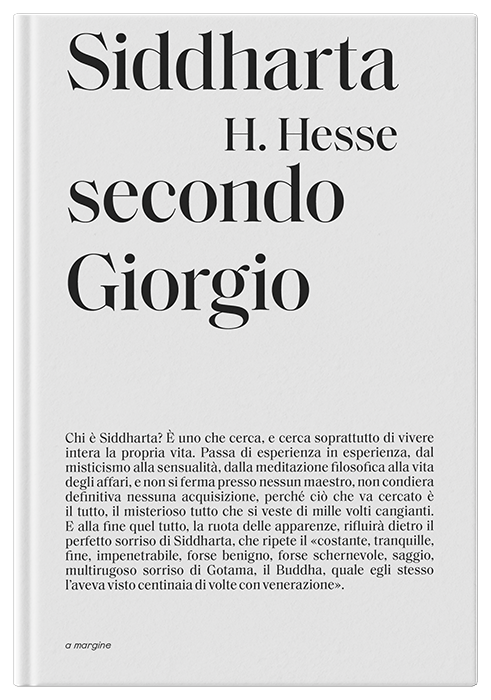 Siddharta
H. Hesse
secondo
Giorgio
Chi è Siddharta? È uno che cerca, e cerca soprattutto di vivere
intera la propria vita. Passa di esperienza in esperienza, dal
misticismo alla sensualità, dalla meditazione filosofica alla vita
degli affari, e non si ferma presso nessun maestro, non condiera
definitiva nessuna acquisizione, perché ciò che va cercato è
il tutto, il misterioso tutto che si veste di mille volti cangianti.
E alla fine quel tutto, la ruota delle apparenze, rifluirà dietro il
perfetto sorriso di Siddharta, che ripete il «costante, tranquille,
fine, impenetrabile, forse benigno, forse schernevole, saggio,
multirugoso sorriso di Gotama, il Buddha, quale egli stesso
l'aveva visto centinaia di volte con venerazione».
a margine